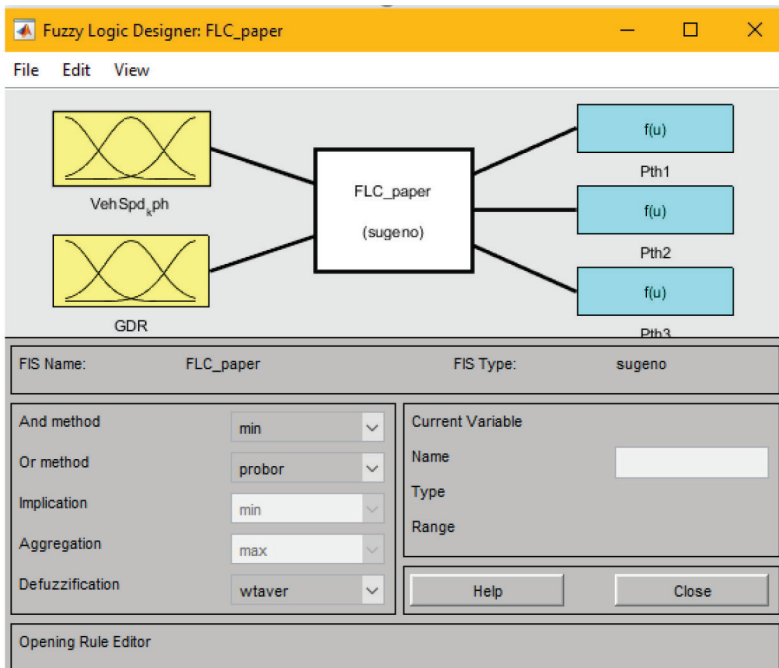 Fuzzy Logic Designer: FLC_paper
File Edit View
f(u)
Pth1
VehSpdkph
FLC_paper
(sugeno)
f(u)
Pth2
GDR
f(u)
Pth3
FIS Name: FLC_paper FIS Type: sugeno
And method min
Or method probor
Implication min
Aggregation max
Defuzzification wtaver
Current Variable
Name
Type
Range
Help Close
Opening Rule Editor